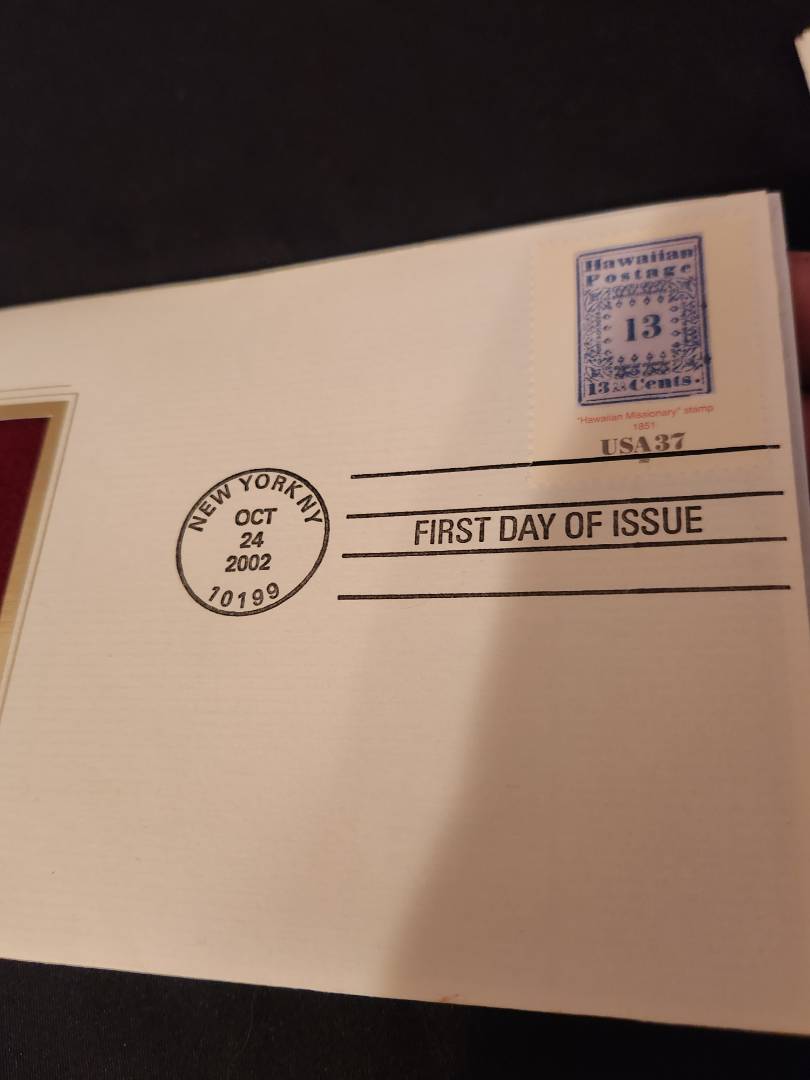 Hawaiian
Postage
13
13 Cents.
"Hawaiian Missionary" stamp
1851
USA37
NEW YORK NY
OCT
24
2002
10199
FIRST DAY OF ISSUE